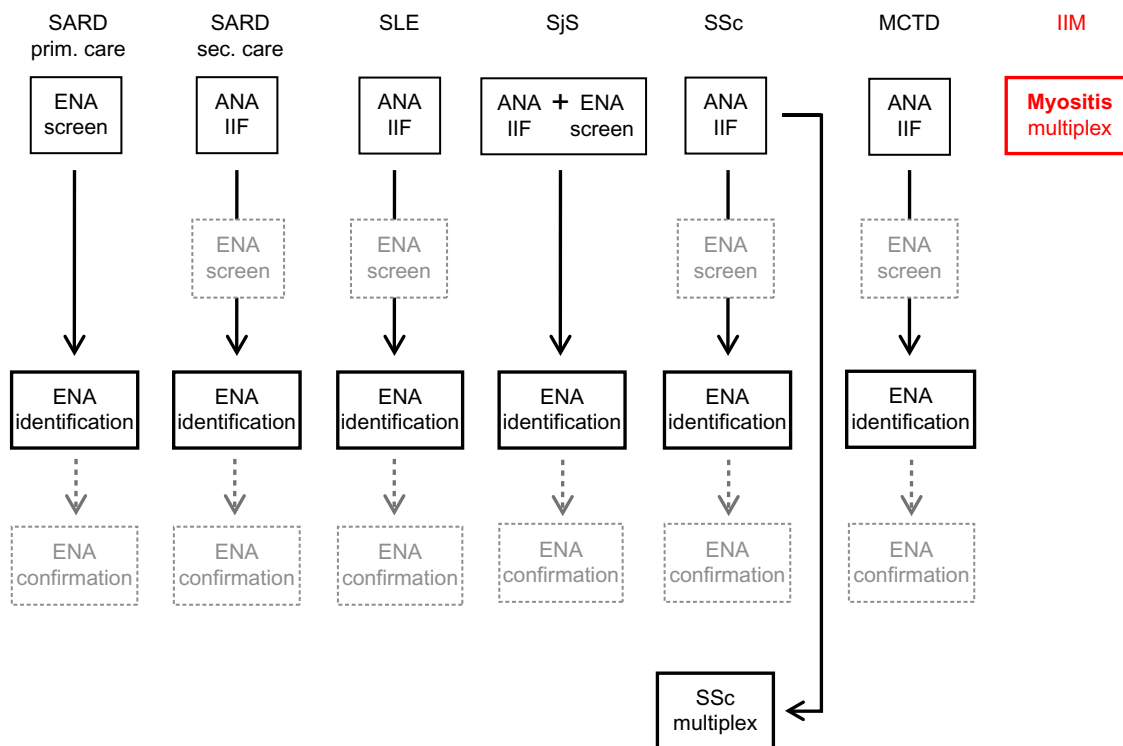 SARD
prim. care
SARD
sec. care
SLE
SjS
SSc
MCTD
IIM
ENA
screen
ANA
IIF
ANA
IIF
ANA + ENA
IIF screen
ANA
IIF
ANA
IIF
Myositis
multiplex
ENA
screen
ENA
screen
ENA
screen
ENA
screen
ENA
identification
ENA
identification
ENA
identification
ENA
identification
ENA
identification
ENA
identification
ENA
confirmation
ENA
confirmation
ENA
confirmation
ENA
confirmation
ENA
confirmation
ENA
confirmation
SSc
multiplex